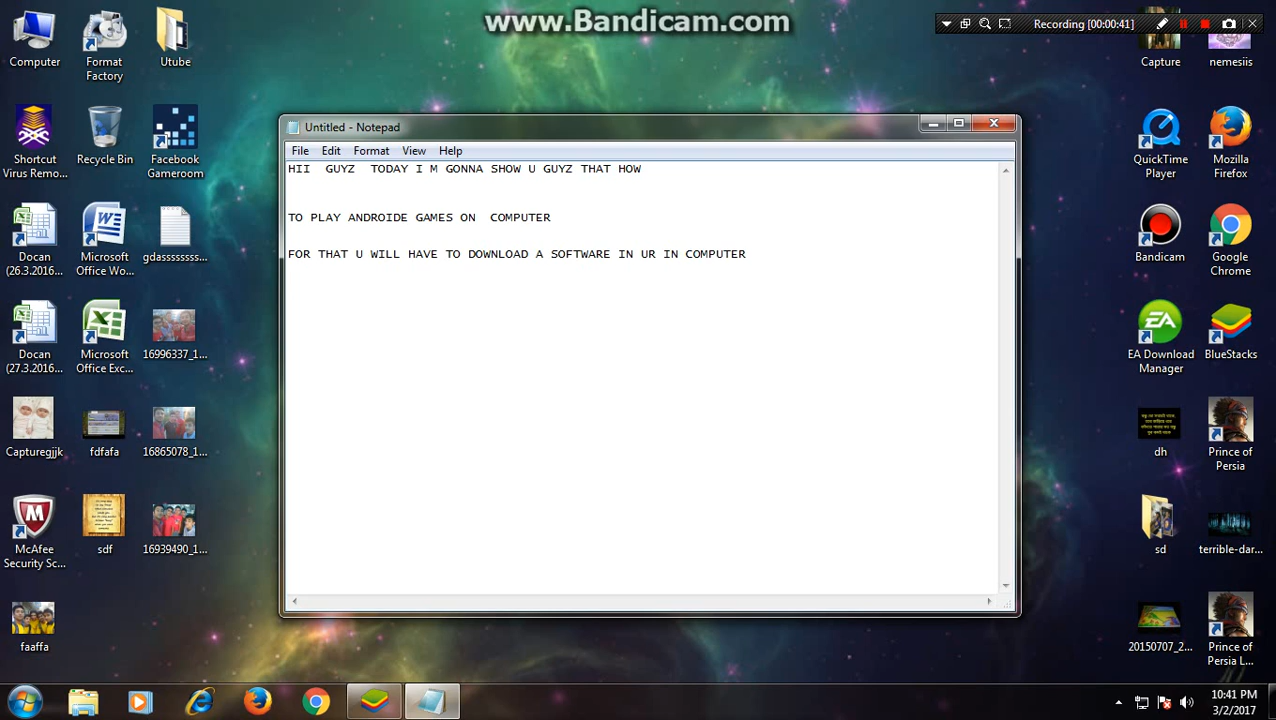 www.Bandicam.com
Recording [00:00:41]
Computer
Format
Factory
Utube
Capture
nemesiis
Shortcut
Virus Remo...
Recycle Bin
Facebook
Gameroom
QuickTime
Player
Mozilla
Firefox
Untitled - Notepad
File Edit Format View Help
HII GUYZ TODAY I M GONNA SHOW U GUYZ THAT HOW
TO PLAY ANDROIDE GAMES ON COMPUTER
FOR THAT U WILL HAVE TO DOWNLOAD A SOFTWARE IN UR IN COMPUTER
Docan
(26.3.2016...
Microsoft
Office Wo...
gdasssssss...
Bandicam
Google
Chrome
Docan
(27.3.2016...
Microsoft
Office Exc...
16996337_1...
EA
EA Download
Manager
BlueStacks
Capturegjjk
fdfafa
16865078_1...
dh
Prince of
Persia
McAfee
Security Sc...
sdf
16939490_1...
sd
terrible-dar...
faaffa
20150707_2...
Prince of
Persia L...
10:41 PM
3/2/2017